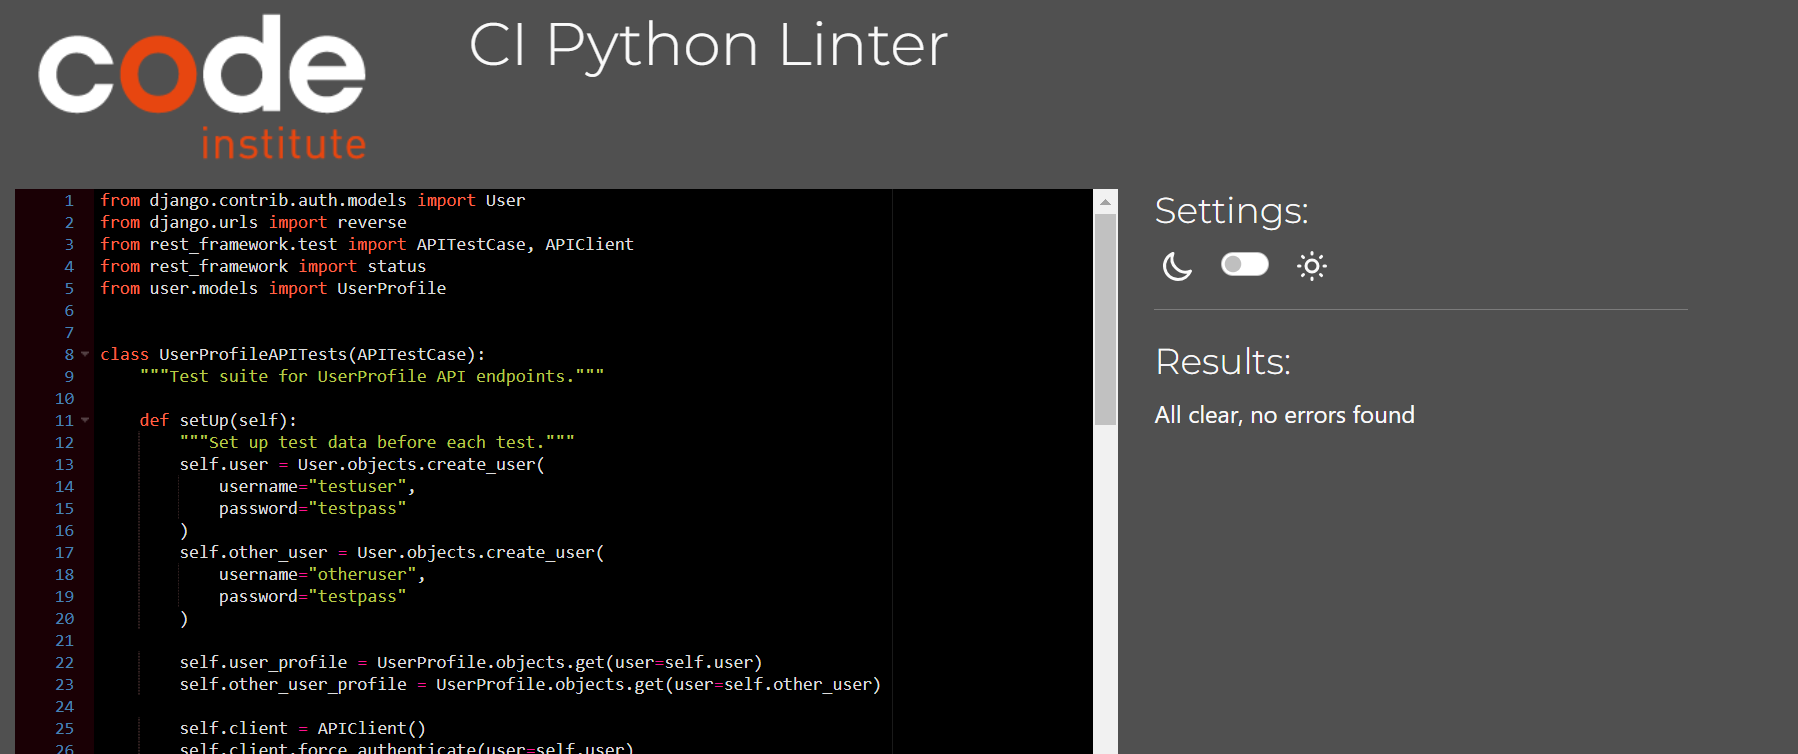 code
institute
CI Python Linter
1 from django.contrib.auth.models import User
2 from django.urls import reverse
3 from rest_framework.test import APITestCase, APIClient
4 from rest_framework import status
5 from user.models import UserProfile
6
7
8 class UserProfileAPITests(APITestCase):
9     """Test suite for UserProfile API endpoints."""
10
11     def setUp(self):
12         """Set up test data before each test."""
13         self.user = User.objects.create_user(
14             username="testuser",
15             password="testpass"
16         )
17         self.other_user = User.objects.create_user(
18             username="otheruser",
19             password="testpass"
20         )
21
22         self.user_profile = UserProfile.objects.get(user=self.user)
23         self.other_user_profile = UserProfile.objects.get(user=self.other_user)
24
25         self.client = APIClient()
26         self.client.force_authenticate(user=self.user)
Settings:
Results:
All clear, no errors found